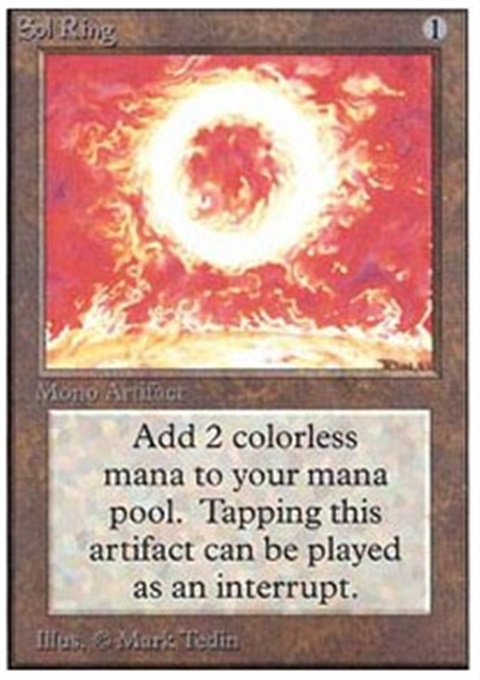 Sol Ring
1
Mono Artifact
Add 2 colorless
mana to your mana
pool. Tapping this
artifact can be played
as an interrupt.
Illus. © Mark Tedin